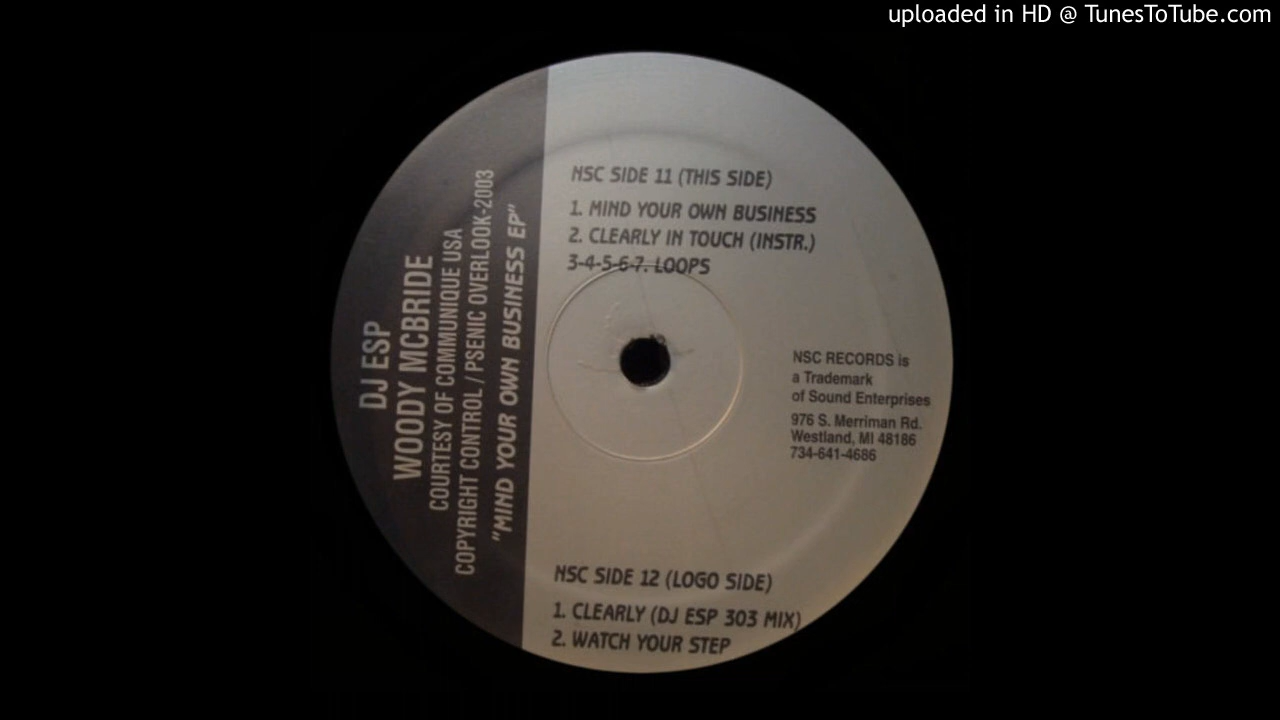 uploaded in HD @ TunesToTube.com
DJ ESP
WOODY MCBRIDE
COURTESY OF COMMUNIQUE USA
COPYRIGHT CONTROL / PSENIC OVERLOOK-2003
"MIND YOUR OWN BUSINESS EP"
NSC SIDE 11 (THIS SIDE)
1. MIND YOUR OWN BUSINESS
2. CLEARLY IN TOUCH (INSTR.)
3-4-5-6-7. LOOPS
NSC RECORDS is
a Trademark
of Sound Enterprises
976 S. Merriman Rd.
Westland, MI 48186
734-641-4686
NSC SIDE 12 (LOGO SIDE)
1. CLEARLY (DJ ESP 303 MIX)
2. WATCH YOUR STEP